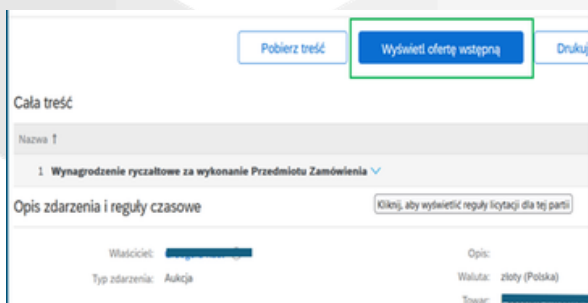 Pobierz treść Wyświetl ofertę wstępną Drukuj
Cała treść
Nazwa ↑
1 Wynagrodzenie ryczałtowe za wykonanie Przedmiotu Zamówienia
Opis zdarzenia i reguły czasowe Kliknij, aby wyświetlić reguły licytacji dla tej partii
Właściciel: Opis:
Typ zdarzenia: Aukcja Waluta: złoty (Polska)
Towar: